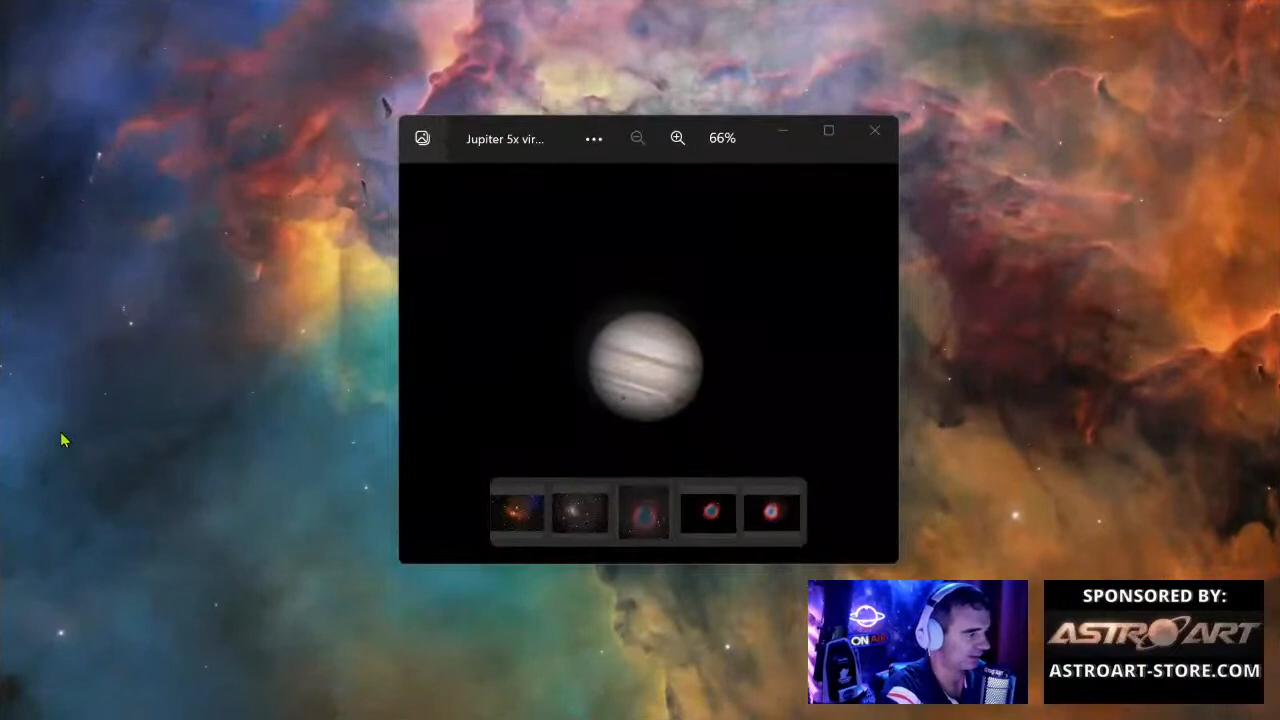 Jupiter 5x vir...
66%
ON AIR
SPONSORED BY:
ASTROART
ASTROART-STORE.COM